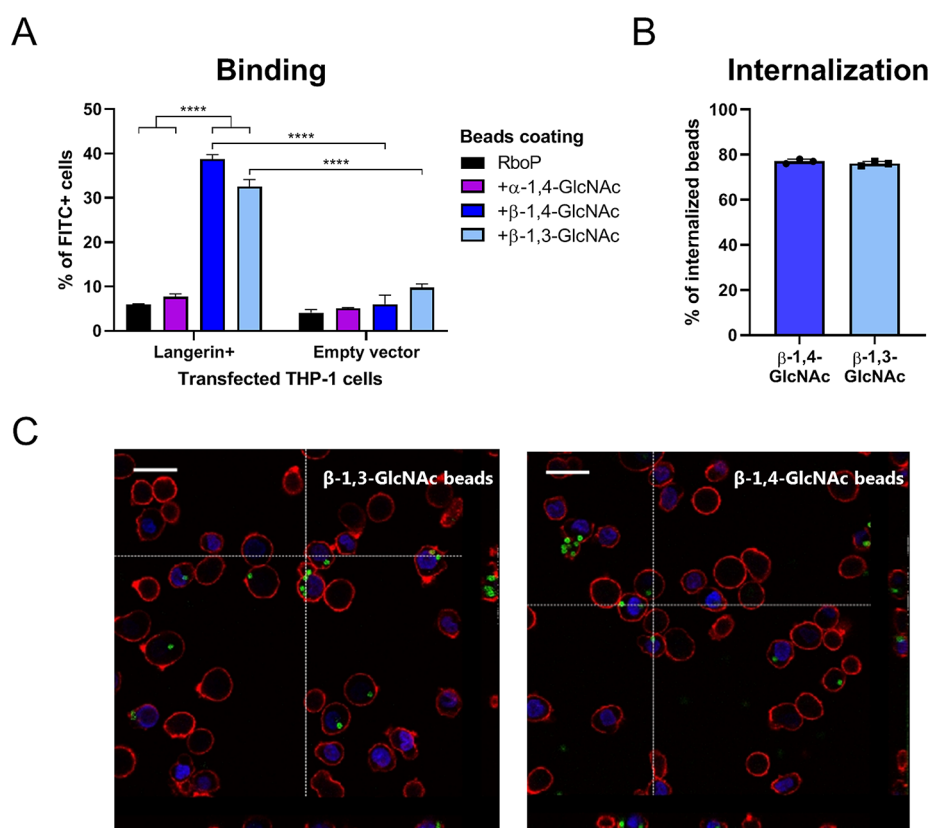 A
Binding
% of FITC+ cells
50
40
30
20
10
0
****
****
****
Langerin+
Empty vector
Transfected THP-1 cells
Beads coating
RboP
+α-1,4-GlcNAc
+β-1,4-GlcNAc
+β-1,3-GlcNAc
B
Internalization
% of internalized beads
100
80
60
40
20
0
β-1,4-
GlcNAc
β-1,3-
GlcNAc
C
β-1,3-GlcNAc beads
β-1,4-GlcNAc beads